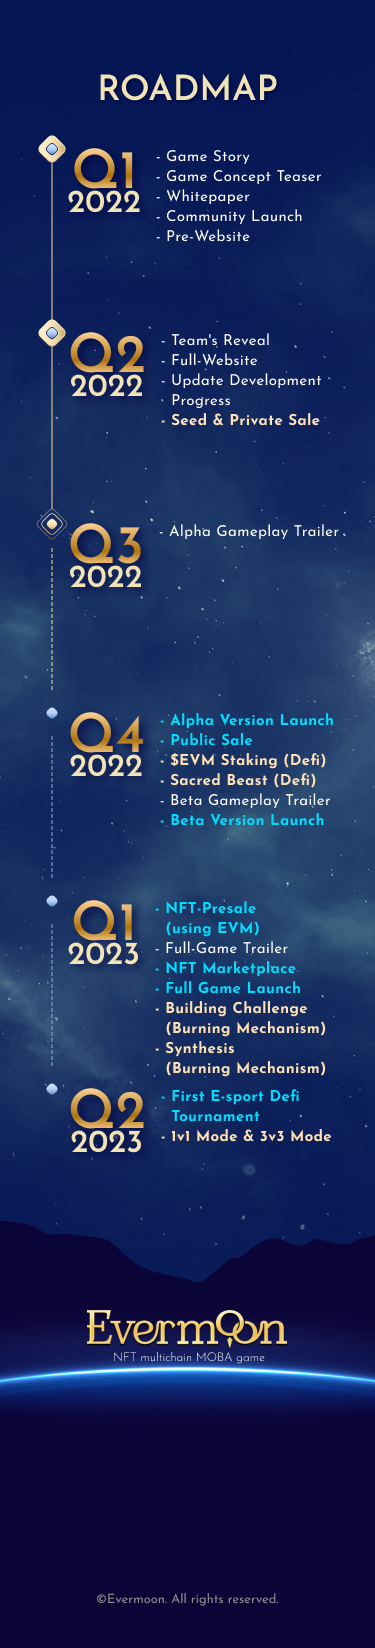 ROADMAP
Q1
2022
- Game Story
- Game Concept Teaser
- Whitepaper
- Community Launch
- Pre-Website
Q2
2022
- Team's Reveal
- Full-Website
- Update Development
Progress
- Seed & Private Sale
Q3
2022
- Alpha Gameplay Trailer
Q4
2022
- Alpha Version Launch
- Public Sale
- $EVM Staking (Defi)
- Sacred Beast (Defi)
- Beta Gameplay Trailer
- Beta Version Launch
Q1
2023
- NFT-Presale
(using EVM)
- Full-Game Trailer
- NFT Marketplace
- Full Game Launch
- Building Challenge
(Burning Mechanism)
- Synthesis
(Burning Mechanism)
Q2
2023
- First E-sport Defi
Tournament
- 1v1 Mode & 3v3 Mode
Evermoon
NFT multichain MOBA game
©Evermoon. All rights reserved.